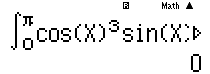 R Math ▲
∫₀^π cos(X)³sin(X▷
0